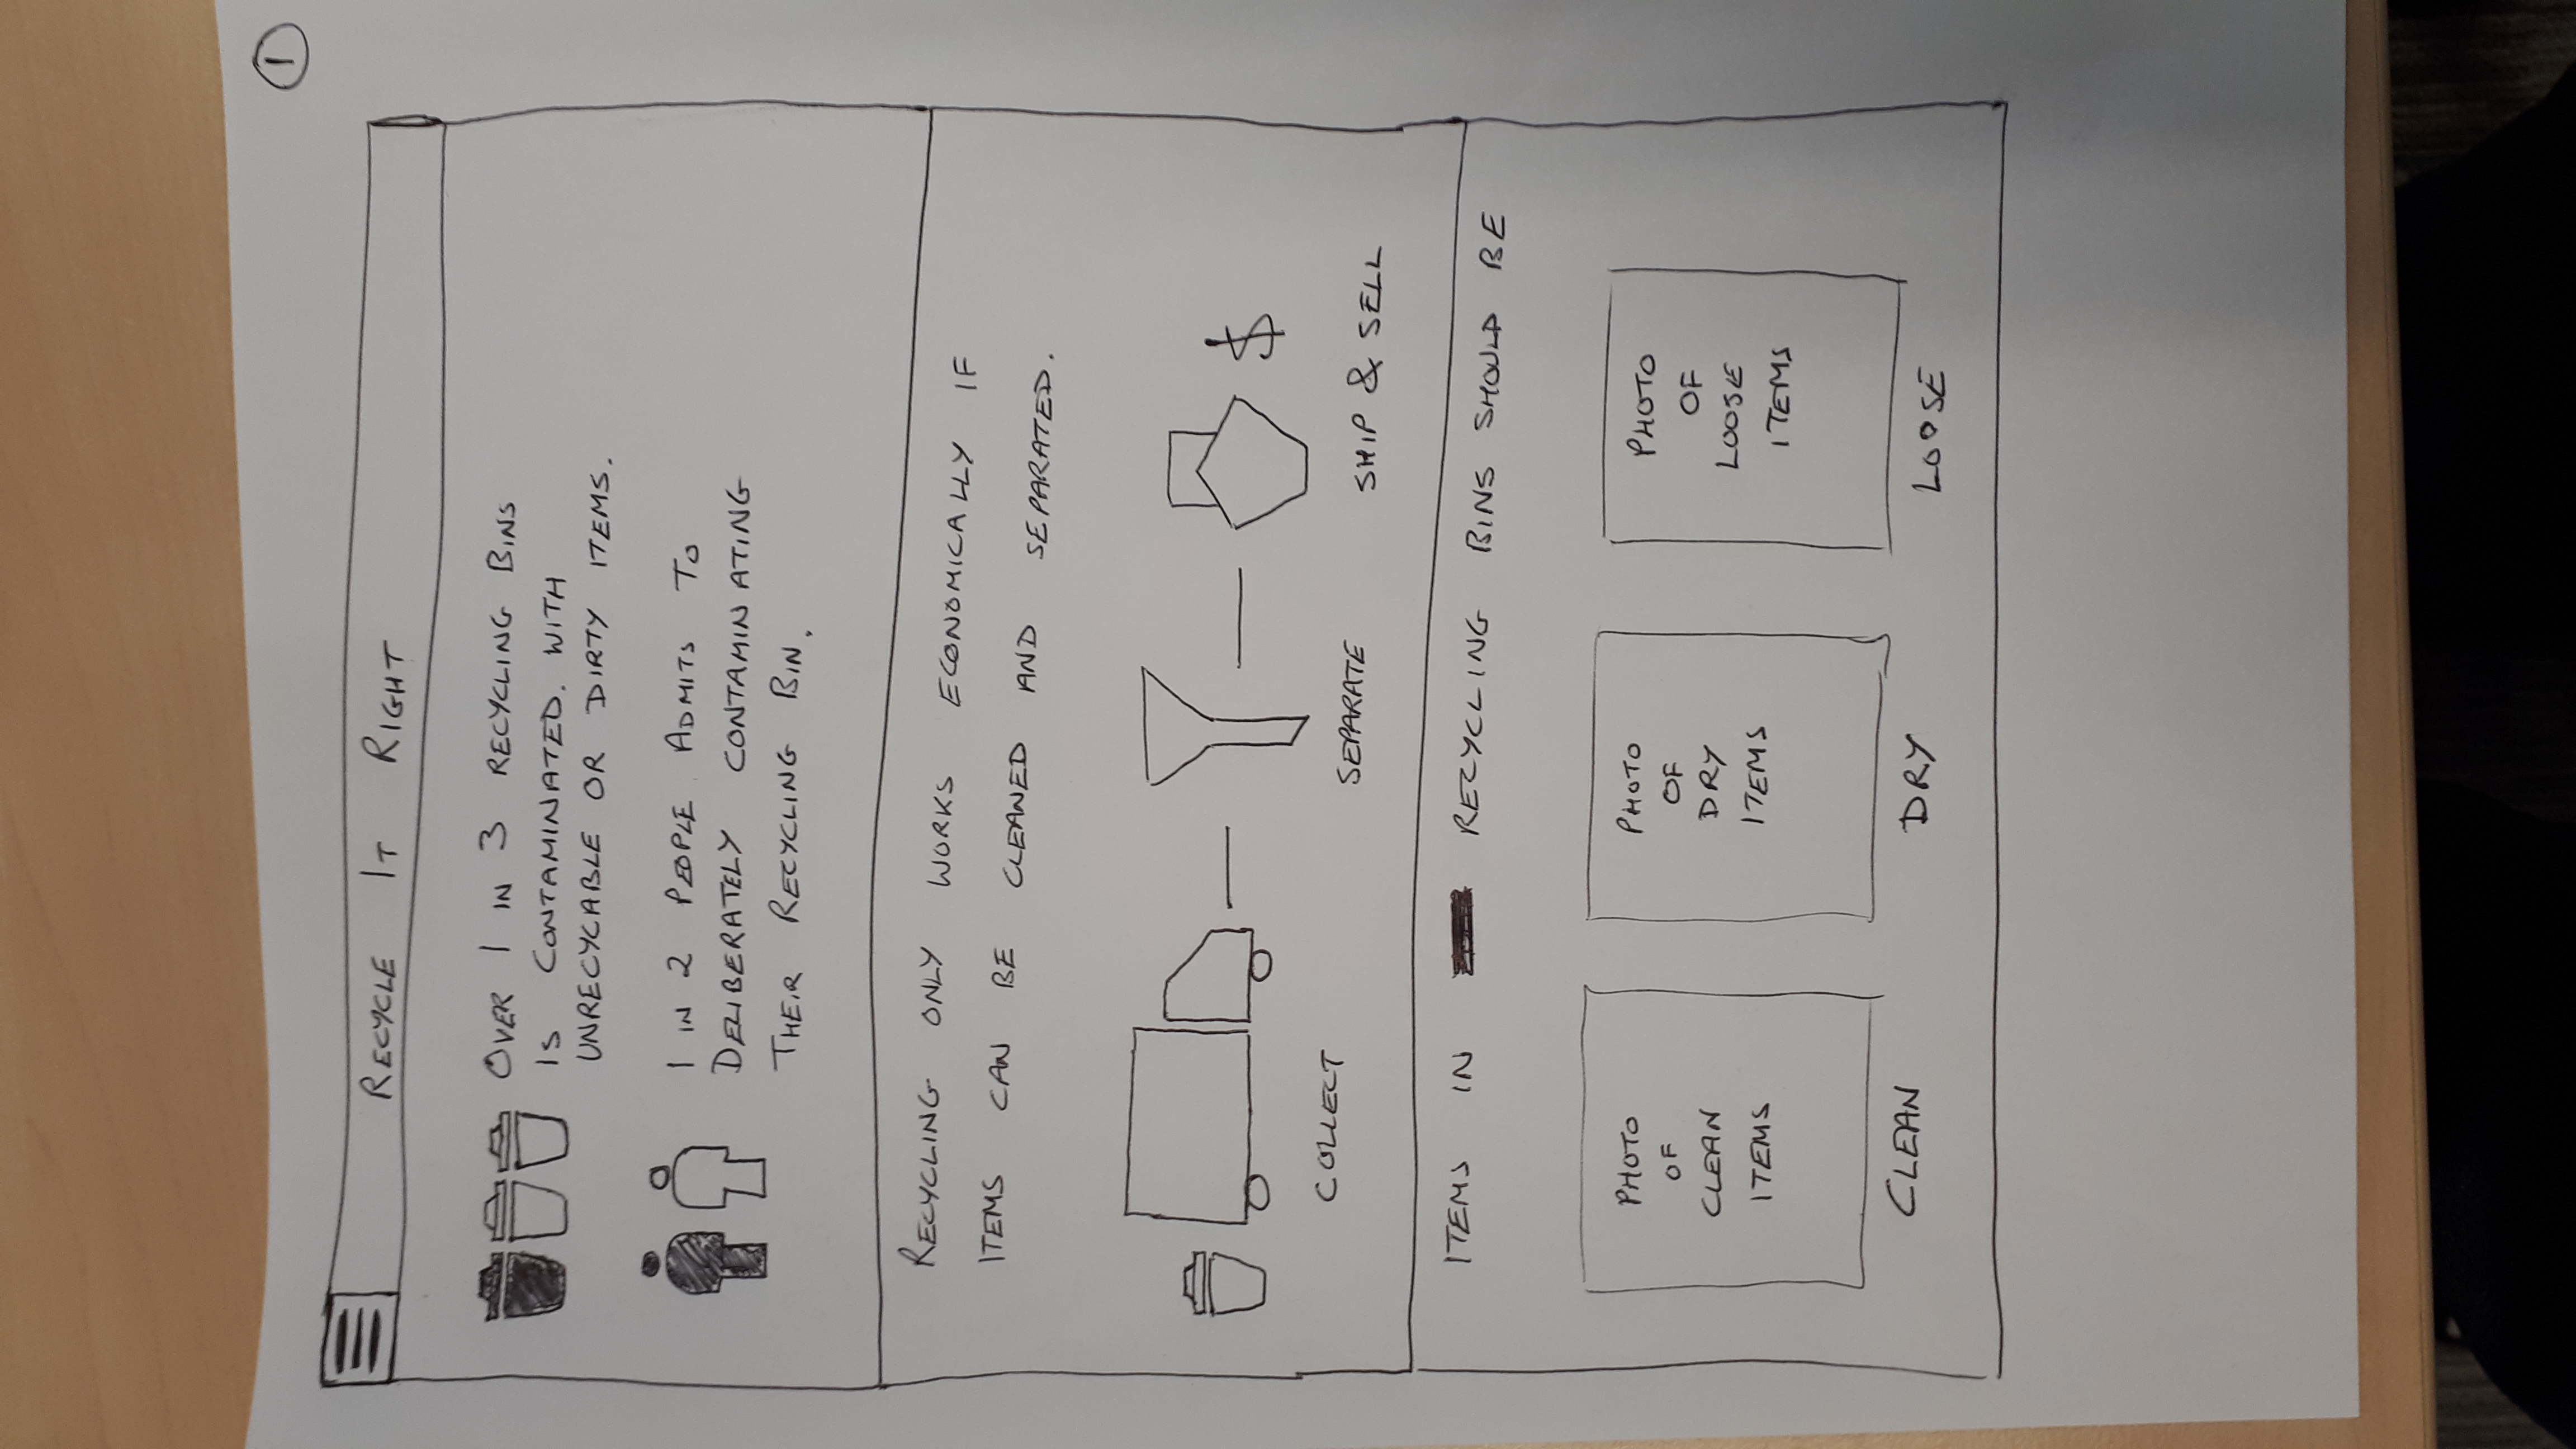 1
RECYCLE IT RIGHT
OVER 1 IN 3 RECYCLING BINS
IS CONTAMINATED. WITH
UNRECYCABLE OR DIRTY ITEMS.
1 IN 2 PEOPLE ADMITS TO
DELIBERATELY CONTAMINATING
THEIR RECYCLING BIN.
RECYCLING ONLY WORKS ECONOMICALLY IF
ITEMS CAN BE CLEANED AND SEPARATED.
$
COLLECT
SEPARATE
SHIP & SELL
ITEMS IN RECYCLING BINS SHOULD BE
PHOTO
OF
CLEAN
ITEMS
CLEAN
PHOTO
OF
DRY
ITEMS
DRY
PHOTO
OF
LOOSE
ITEMS
LOOSE